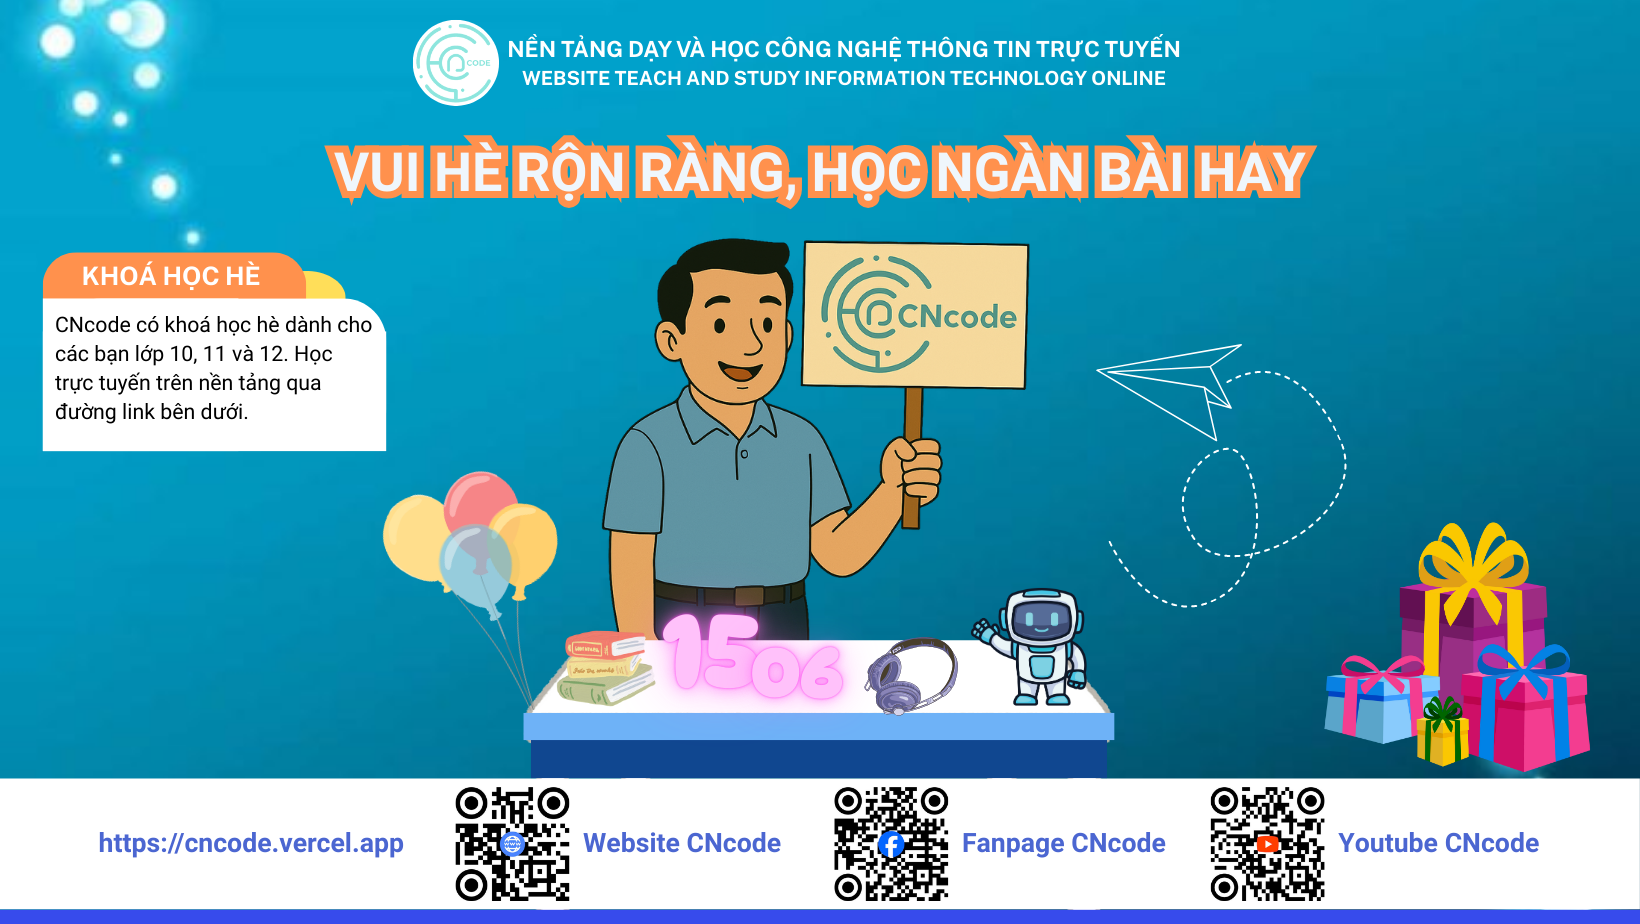 CODE
NỀN TẢNG DẠY VÀ HỌC CÔNG NGHỆ THÔNG TIN TRỰC TUYẾN
WEBSITE TEACH AND STUDY INFORMATION TECHNOLOGY ONLINE
VUI HÈ RỘN RÀNG, HỌC NGÀN BÀI HAY
KHOÁ HỌC HÈ
CNcode có khoá học hè dành cho
các bạn lớp 10, 11 và 12. Học
trực tuyến trên nền tảng qua
đường link bên dưới.
CNcode
1506
https://cncode.vercel.app
Website CNcode
Fanpage CNcode
Youtube CNcode